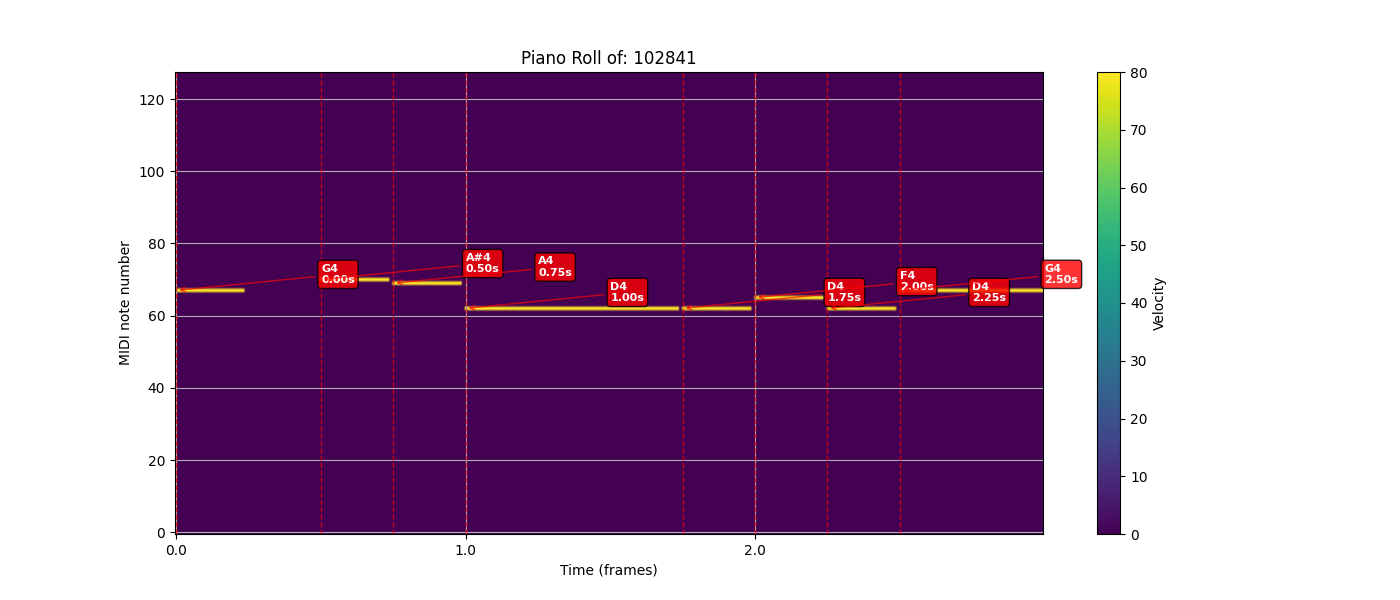 Piano Roll of: 102841
MIDI note number
120
100
80
60
40
20
0
G4
0.00s
A#4
0.50s
A4
0.75s
D4
1.00s
D4
1.75s
F4
2.00s
D4
2.25s
G4
2.50s
0.0
1.0
2.0
Time (frames)
80
70
60
50
40
30
20
10
0
Velocity